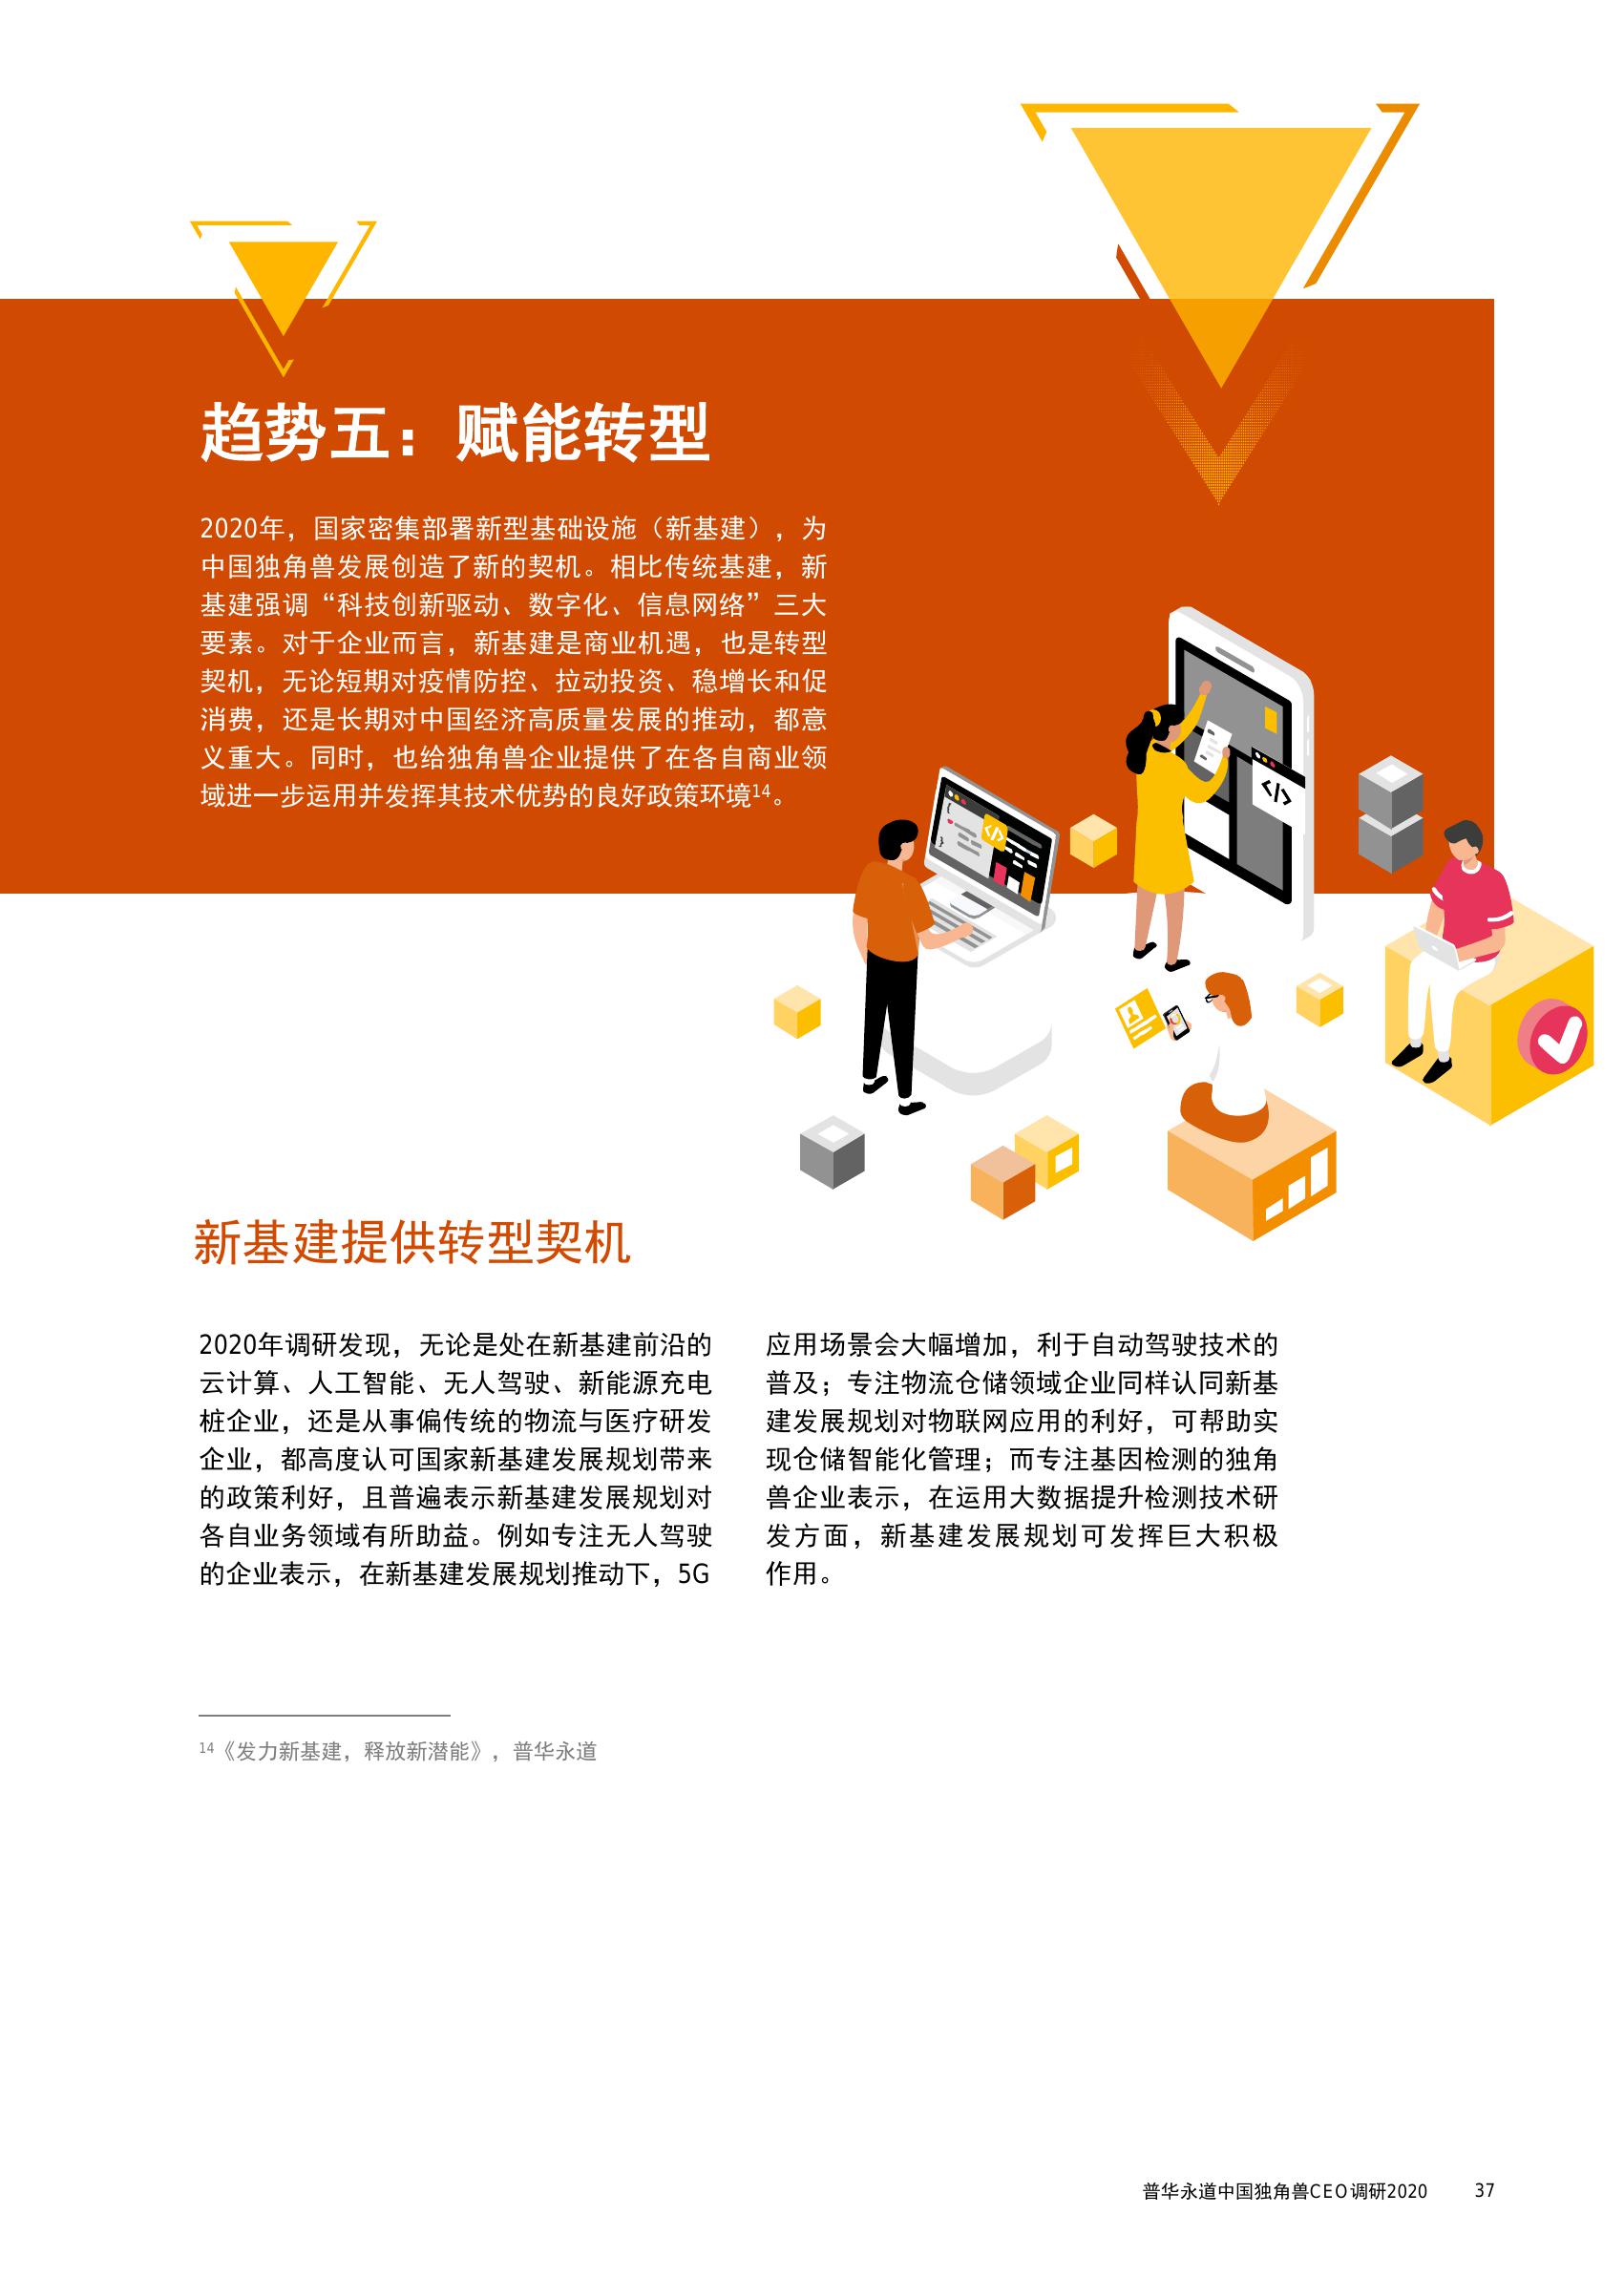 趋势五：赋能转型
2020年，国家密集部署新型基础设施（新基建），为
中国独角兽发展创造了新的契机。相比传统基建，新
基建强调“科技创新驱动、数字化、信息网络”三大
要素。对于企业而言，新基建是商业机遇，也是转型
契机，无论短期对疫情防控、拉动投资、稳增长和促
消费，还是长期对中国经济高质量发展的推动，都意
义重大。同时，也给独角兽企业提供了在各自商业领
域进一步运用并发挥其技术优势的良好政策环境14。
{
</>
}
</>
新基建提供转型契机
2020年调研发现，无论是处在新基建前沿的
云计算、人工智能、无人驾驶、新能源充电
桩企业，还是从事偏传统的物流与医疗研发
企业，都高度认可国家新基建发展规划带来
的政策利好，且普遍表示新基建发展规划对
各自业务领域有所助益。例如专注无人驾驶
的企业表示，在新基建发展规划推动下，5G
应用场景会大幅增加，利于自动驾驶技术的
普及；专注物流仓储领域企业同样认同新基
建发展规划对物联网应用的利好，可帮助实
现仓储智能化管理；而专注基因检测的独角
兽企业表示，在运用大数据提升检测技术研
发方面，新基建发展规划可发挥巨大积极
作用。
14《发力新基建，释放新潜能》，普华永道
普华永道中国独角兽CEO调研2020 37